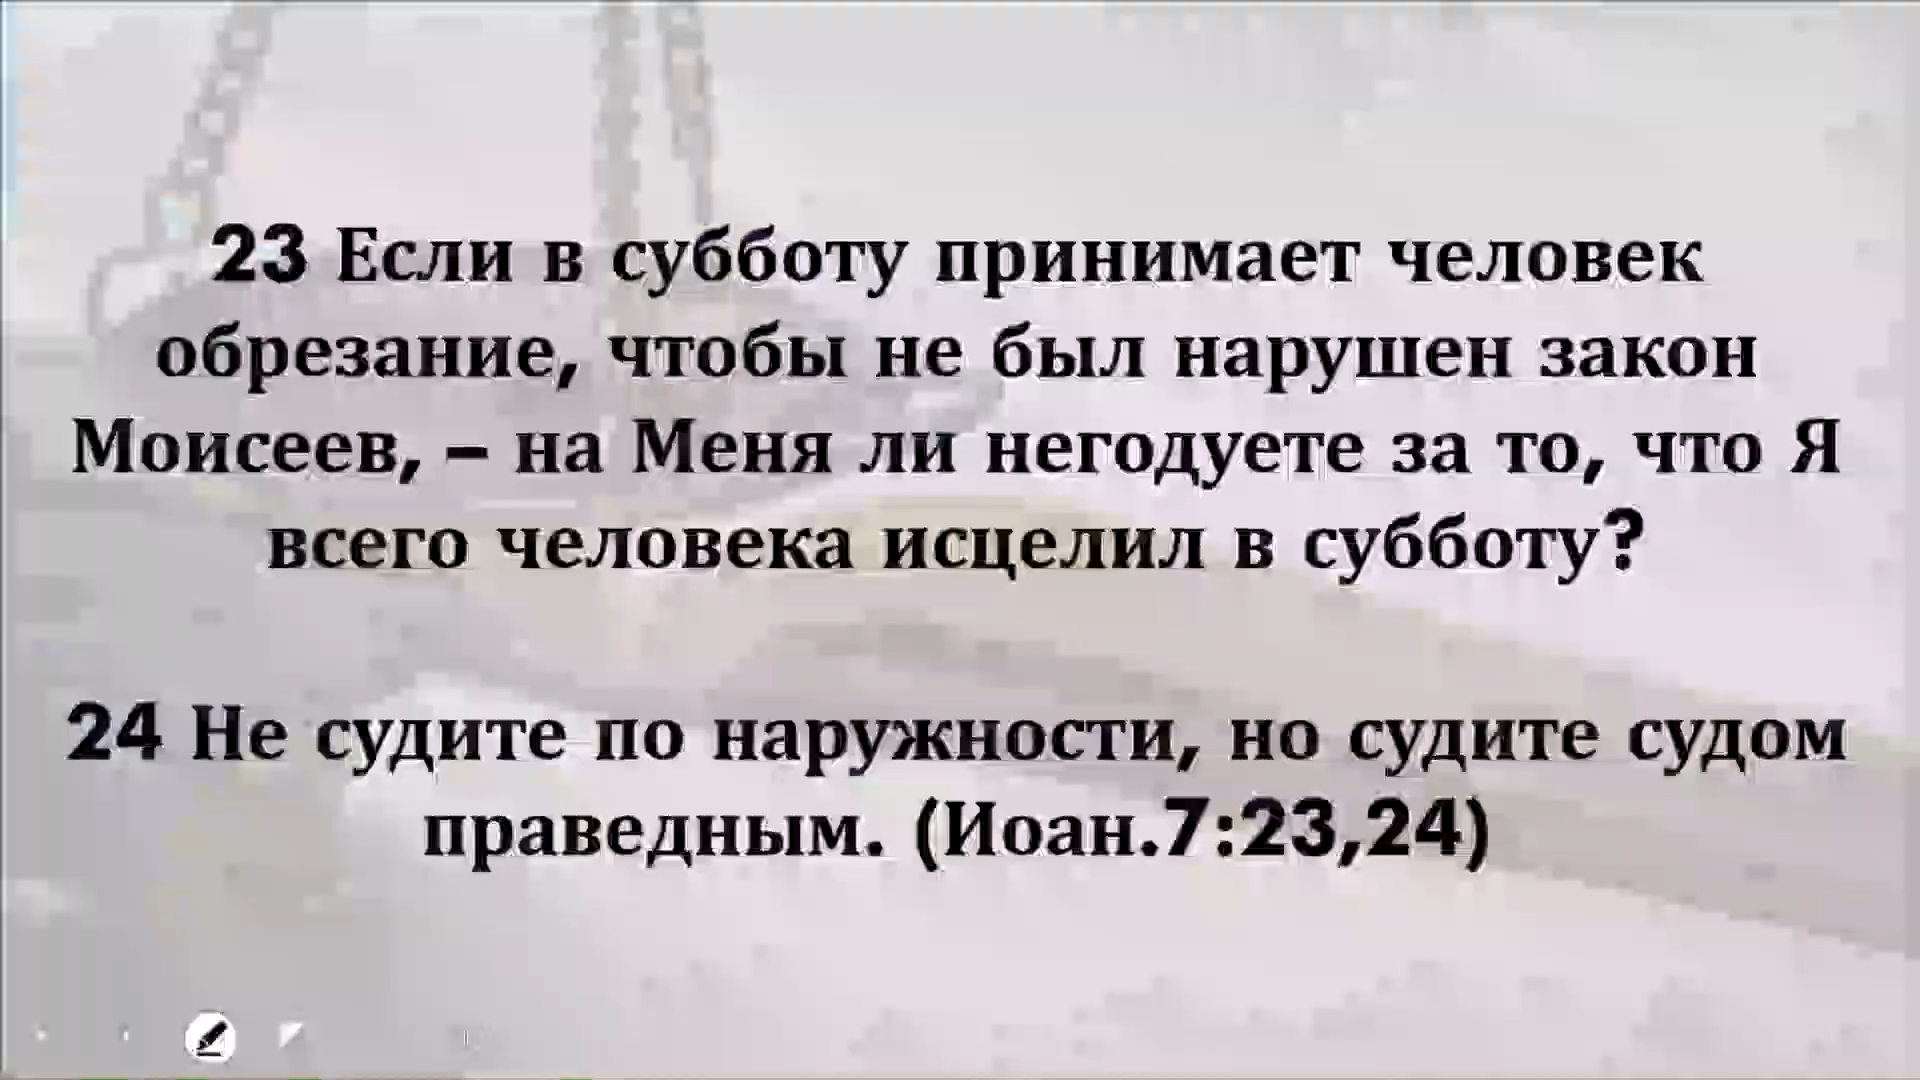 23 Если в субботу принимает человек
обрезание, чтобы не был нарушен закон
Моисеев, – на Меня ли негодуете за то, что Я
всего человека исцелил в субботу?
24 Не судите по наружности, но судите судом
праведным. (Иоан.7:23,24)